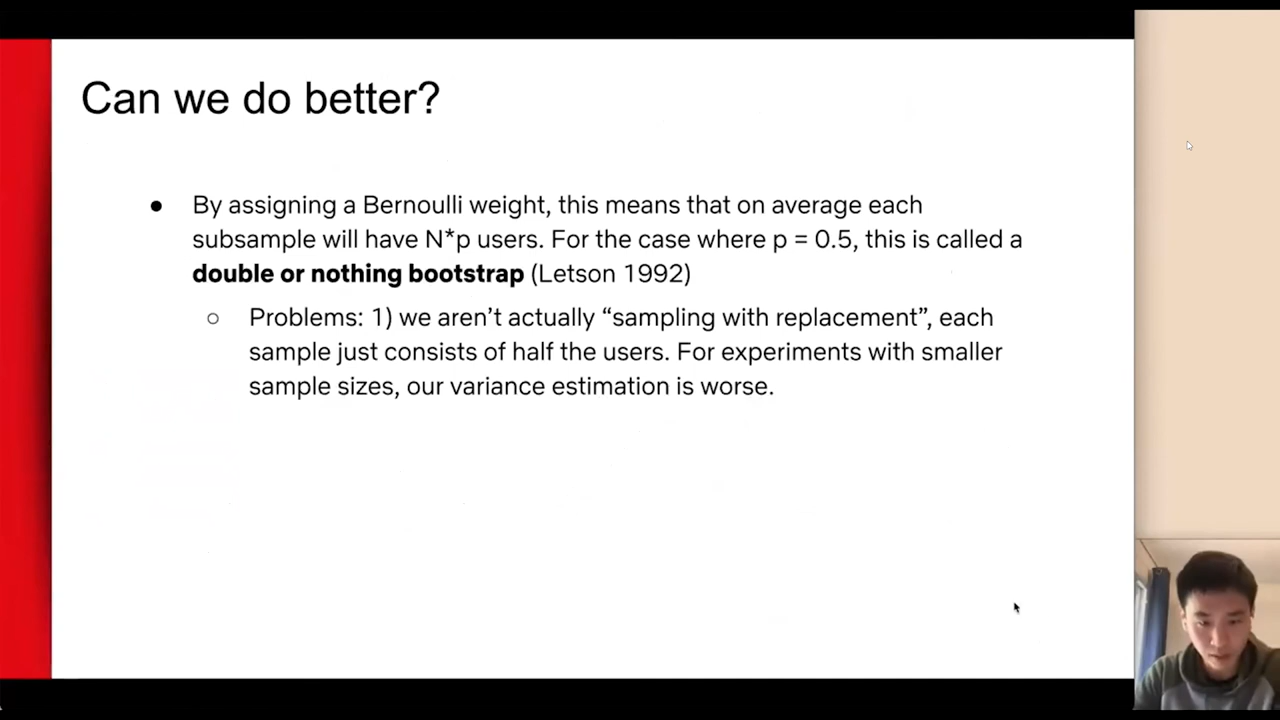 Can we do better?
● By assigning a Bernoulli weight, this means that on average each
subsample will have N*p users. For the case where p = 0.5, this is called a
double or nothing bootstrap (Letson 1992)
○ Problems: 1) we aren’t actually “sampling with replacement”, each
sample just consists of half the users. For experiments with smaller
sample sizes, our variance estimation is worse.